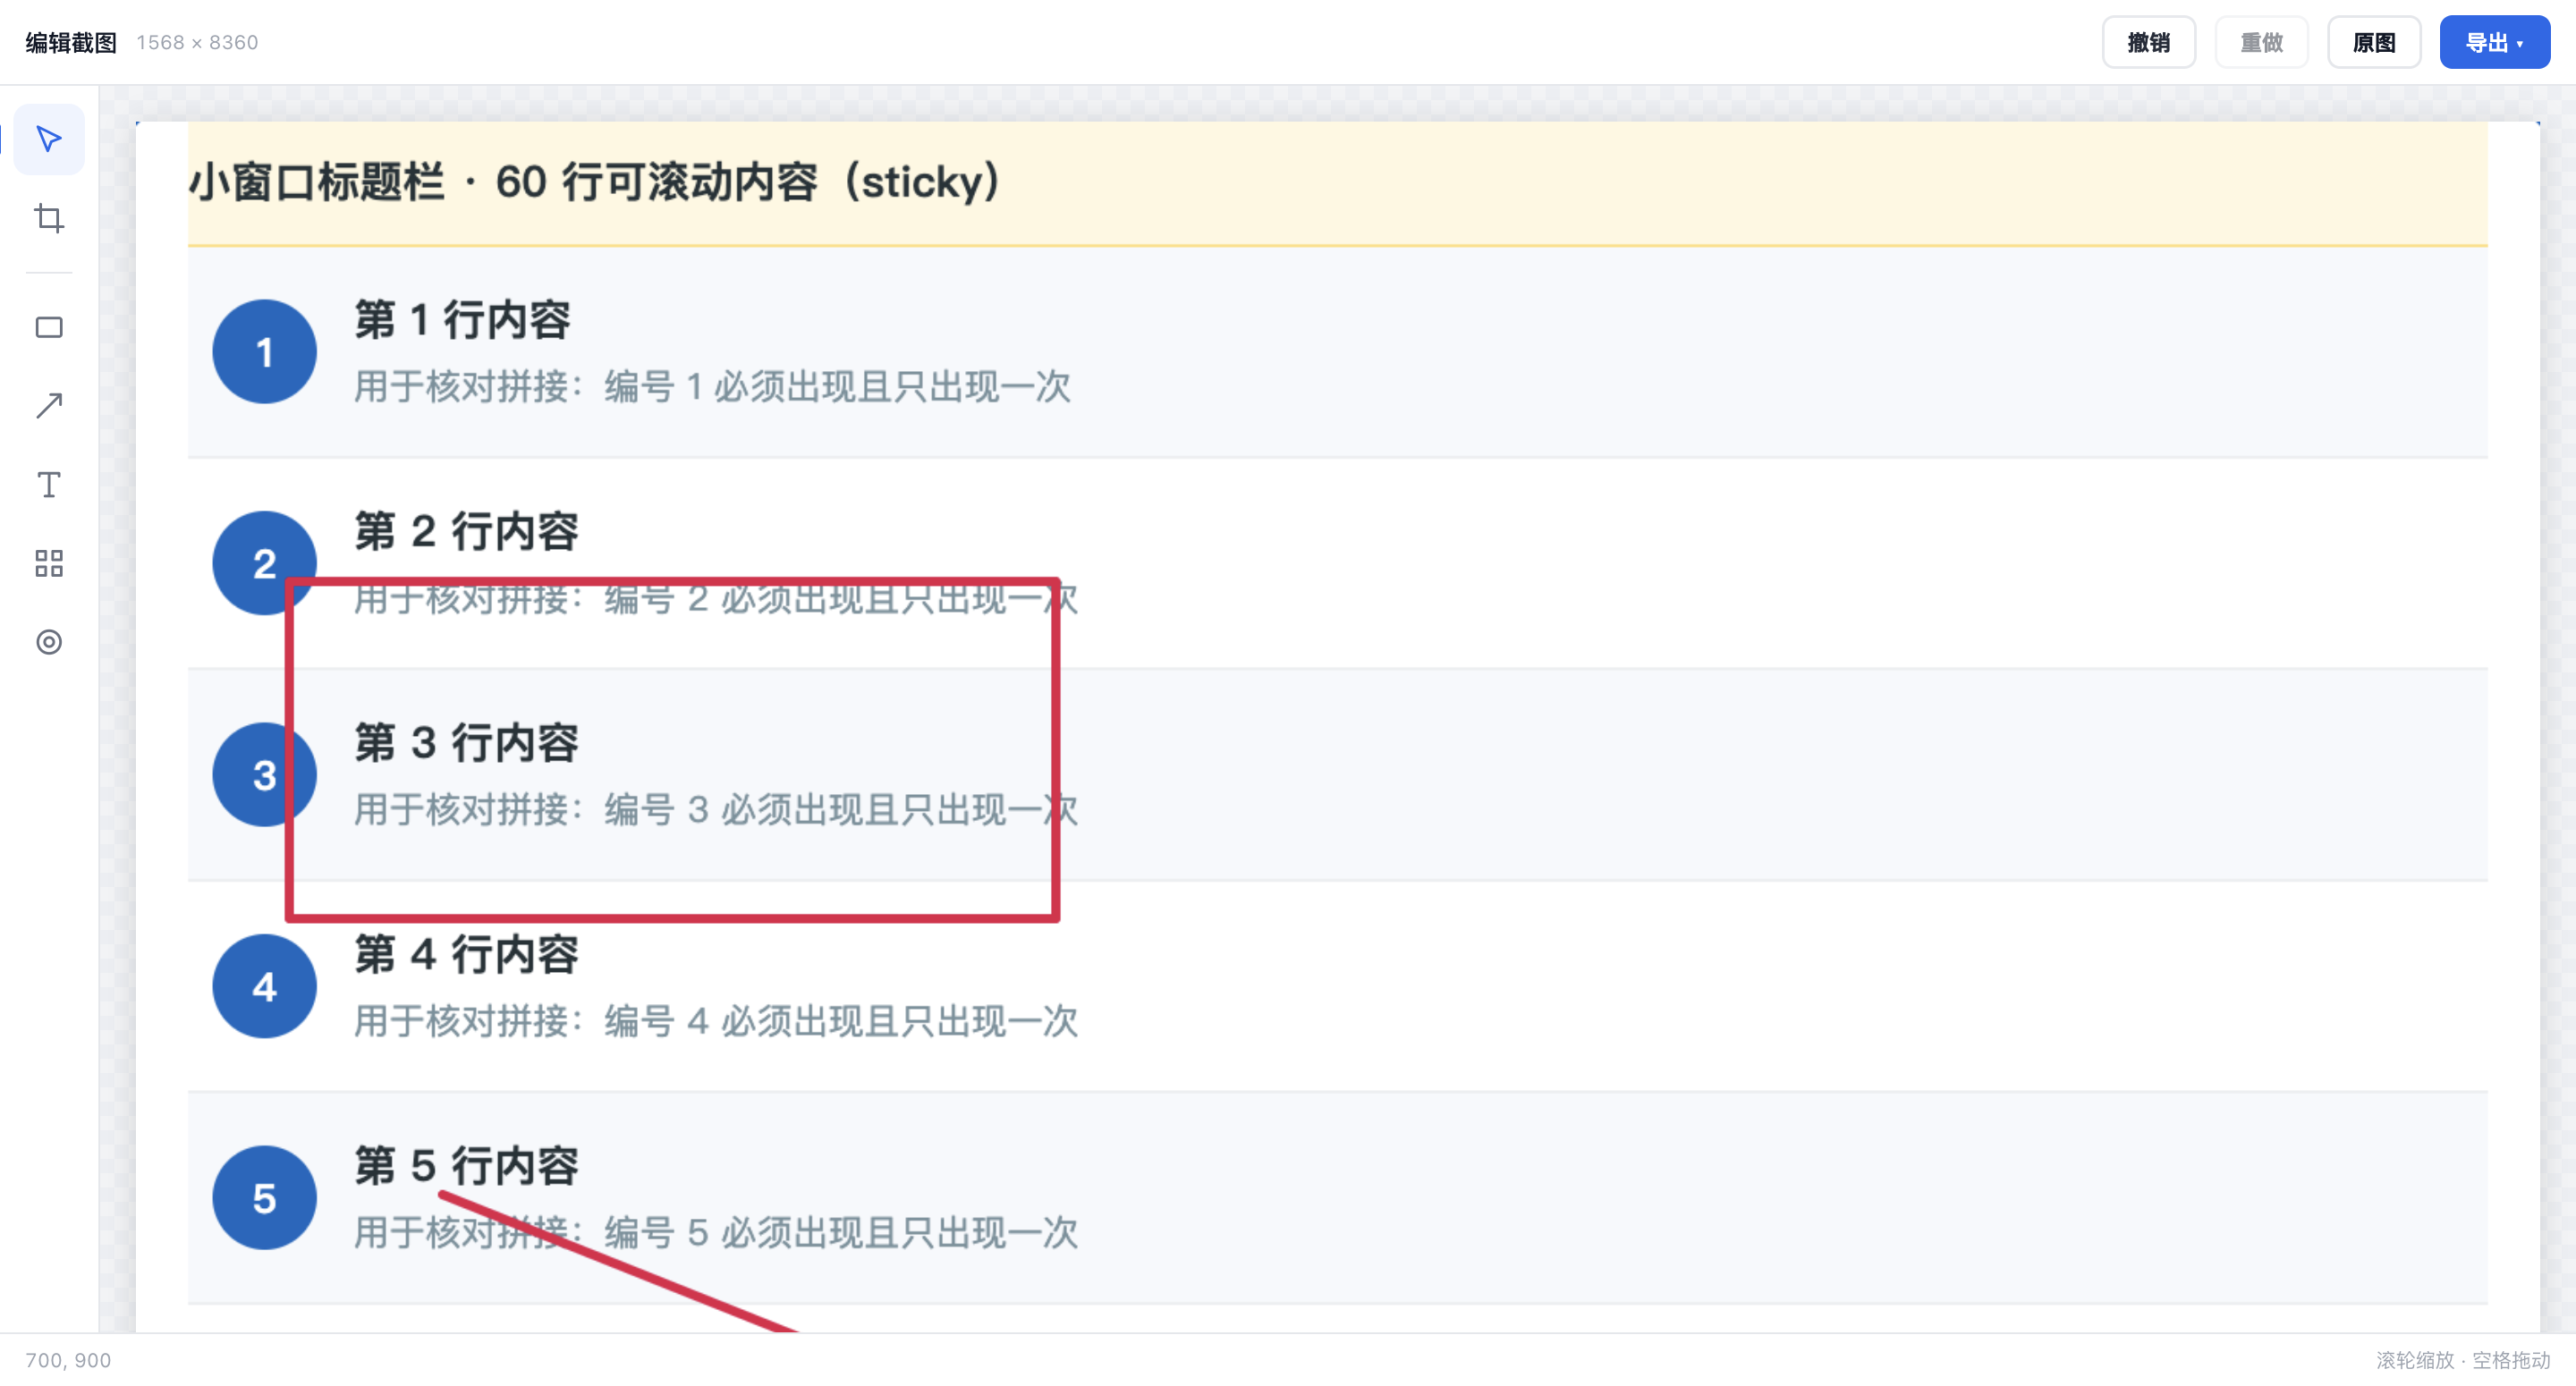 编辑截图 1568 × 8360 撤销 重做 原图 导出 ▾
小窗口标题栏 · 60 行可滚动内容（sticky）
1 第 1 行内容
用于核对拼接：编号 1 必须出现且只出现一次
2 第 2 行内容
用于核对拼接：编号 2 必须出现且只出现一次
3 第 3 行内容
用于核对拼接：编号 3 必须出现且只出现一次
4 第 4 行内容
用于核对拼接：编号 4 必须出现且只出现一次
5 第 5 行内容
用于核对拼接：编号 5 必须出现且只出现一次
700, 900 滚轮缩放 · 空格拖动